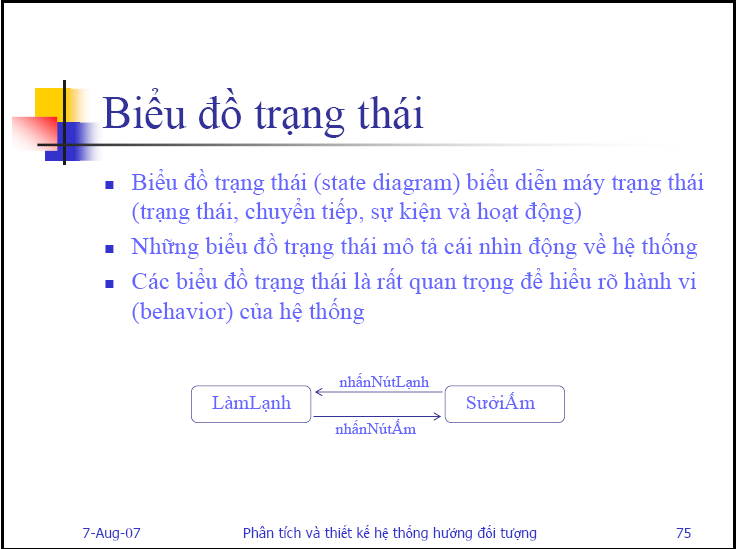 Biểu đồ trạng thái
Biểu đồ trạng thái (state diagram) biểu diễn máy trạng thái
(trạng thái, chuyển tiếp, sự kiện và hoạt động)
Những biểu đồ trạng thái mô tả cái nhìn động về hệ thống
Các biểu đồ trạng thái là rất quan trọng để hiểu rõ hành vi
(behavior) của hệ thống
nhấnNútLạnh
LàmLạnh
SưởiẤm
nhấnNútẤm
7-Aug-07
Phân tích và thiết kế hệ thống hướng đối tượng
75